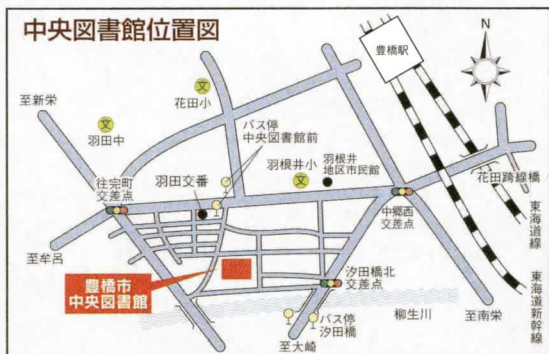 中央図書館位置図
豊橋駅
N
至新栄
文
花田小
文
羽田中
バス停
中央図書館前
文
羽根井小
羽根井
地区市民館
往完町
交差点
羽田交番
花田跨線橋
中郷西
交差点
東海道線
至牟呂
豊橋市
中央図書館
汐田橋北
交差点
東海道新幹線
バス停
汐田橋
柳生川
至南栄
至大崎